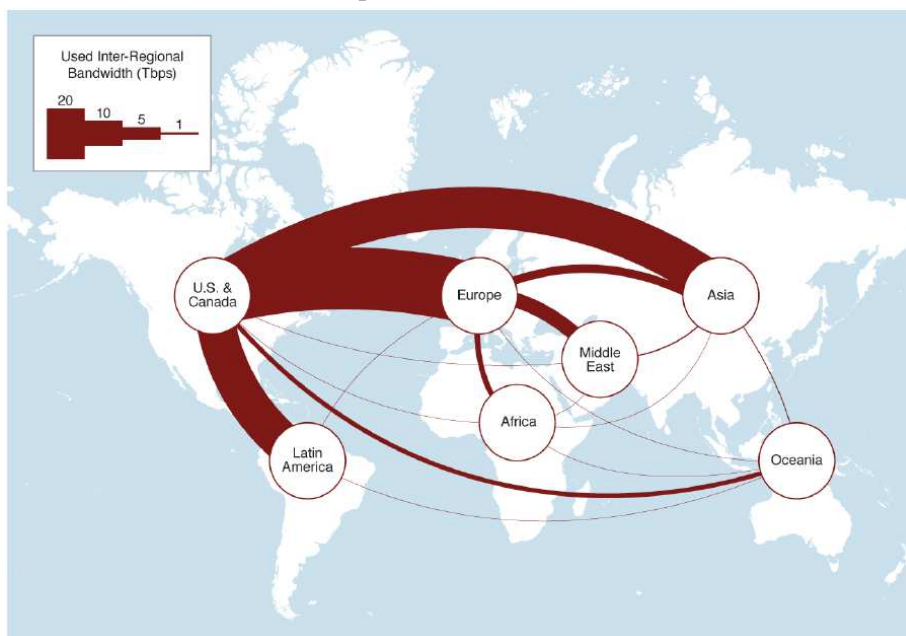 Used Inter-Regional
Bandwidth (Tbps)
20
10
5
1
U.S. &
Canada
Europe
Asia
Middle
East
Africa
Latin
America
Oceania